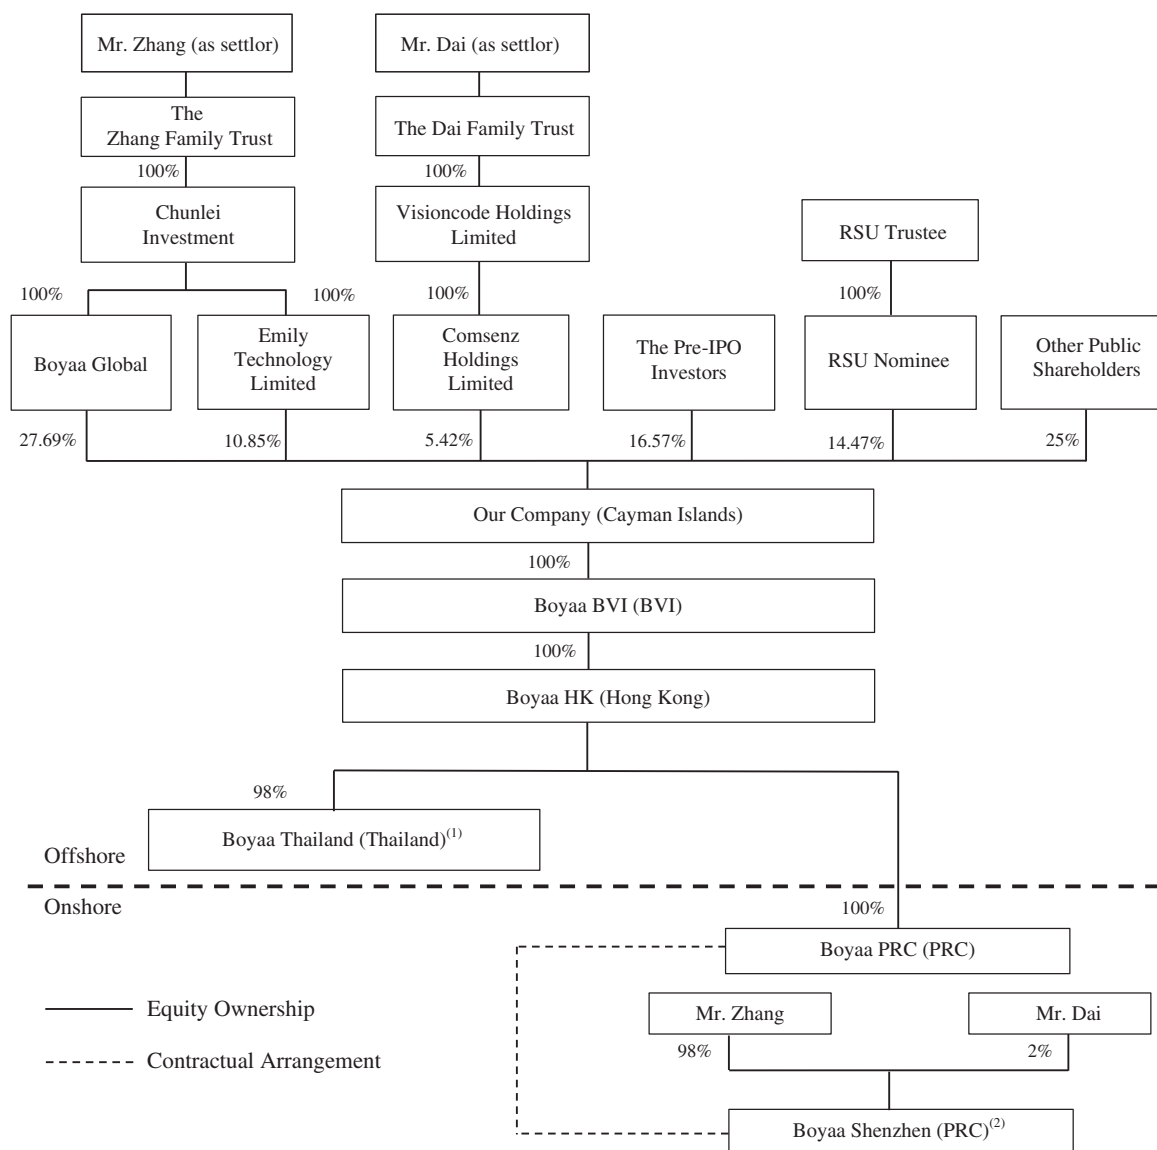 Mr. Zhang (as settlor)
Mr. Dai (as settlor)
The
Zhang Family Trust
The Dai Family Trust
100%
100%
Chunlei
Investment
Visioncode Holdings
Limited
RSU Trustee
100%
100%
100%
100%
Boyaa Global
Emily
Technology
Limited
Comsenz
Holdings
Limited
The Pre-IPO
Investors
RSU Nominee
Other Public
Shareholders
27.69%
10.85%
5.42%
16.57%
14.47%
25%
Our Company (Cayman Islands)
100%
Boyaa BVI (BVI)
100%
Boyaa HK (Hong Kong)
98%
Boyaa Thailand (Thailand)(1)
Offshore
Onshore
100%
Boyaa PRC (PRC)
Equity Ownership
Mr. Zhang
Mr. Dai
98%
2%
Contractual Arrangement
Boyaa Shenzhen (PRC)(2)